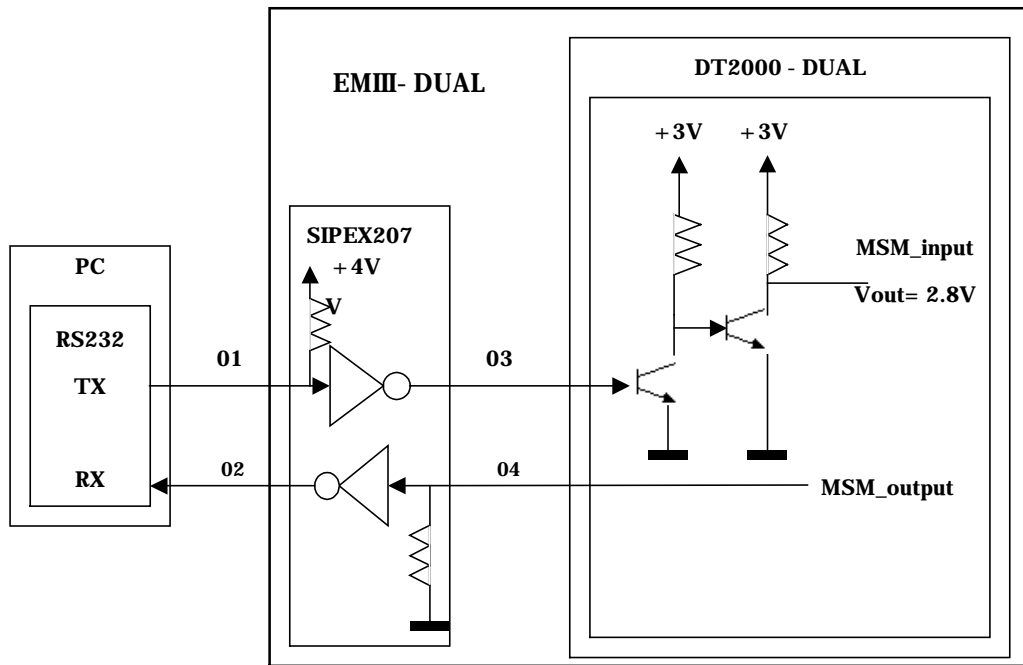 DT2000 - DUAL
EMIII- DUAL
+3V +3V
SIPEX207
+4V
V
MSM_input
Vout= 2.8V
PC
RS232
TX
01
03
RX
02
04
MSM_output